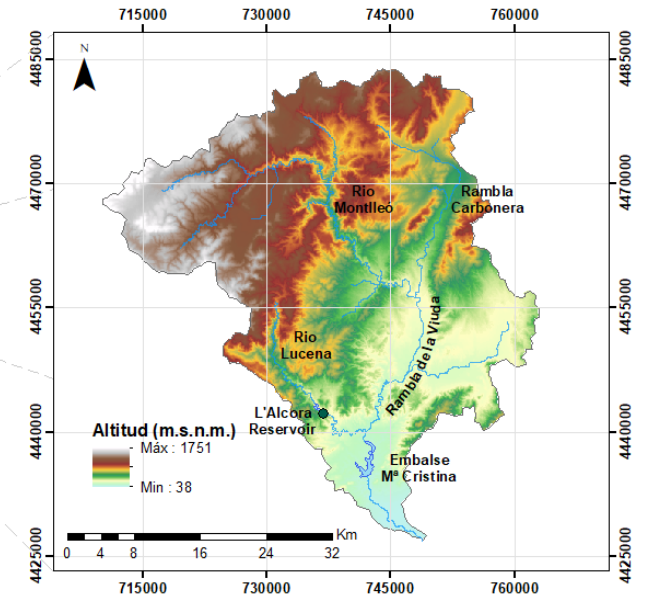 715000 730000 745000 760000
4485000 4485000
N
4470000 4470000
Rio
Montlleó
Rambla
Carbonera
4455000 4455000
Rambla de la Viuda
Rio
Lucena
L'Alcora
Reservoir
4440000 4440000
Altitud (m.s.n.m.)
Máx : 1751
Min : 38
Embalse
Mª Cristina
Km
0 4 8 16 24 32
4425000 4425000
715000 730000 745000 760000